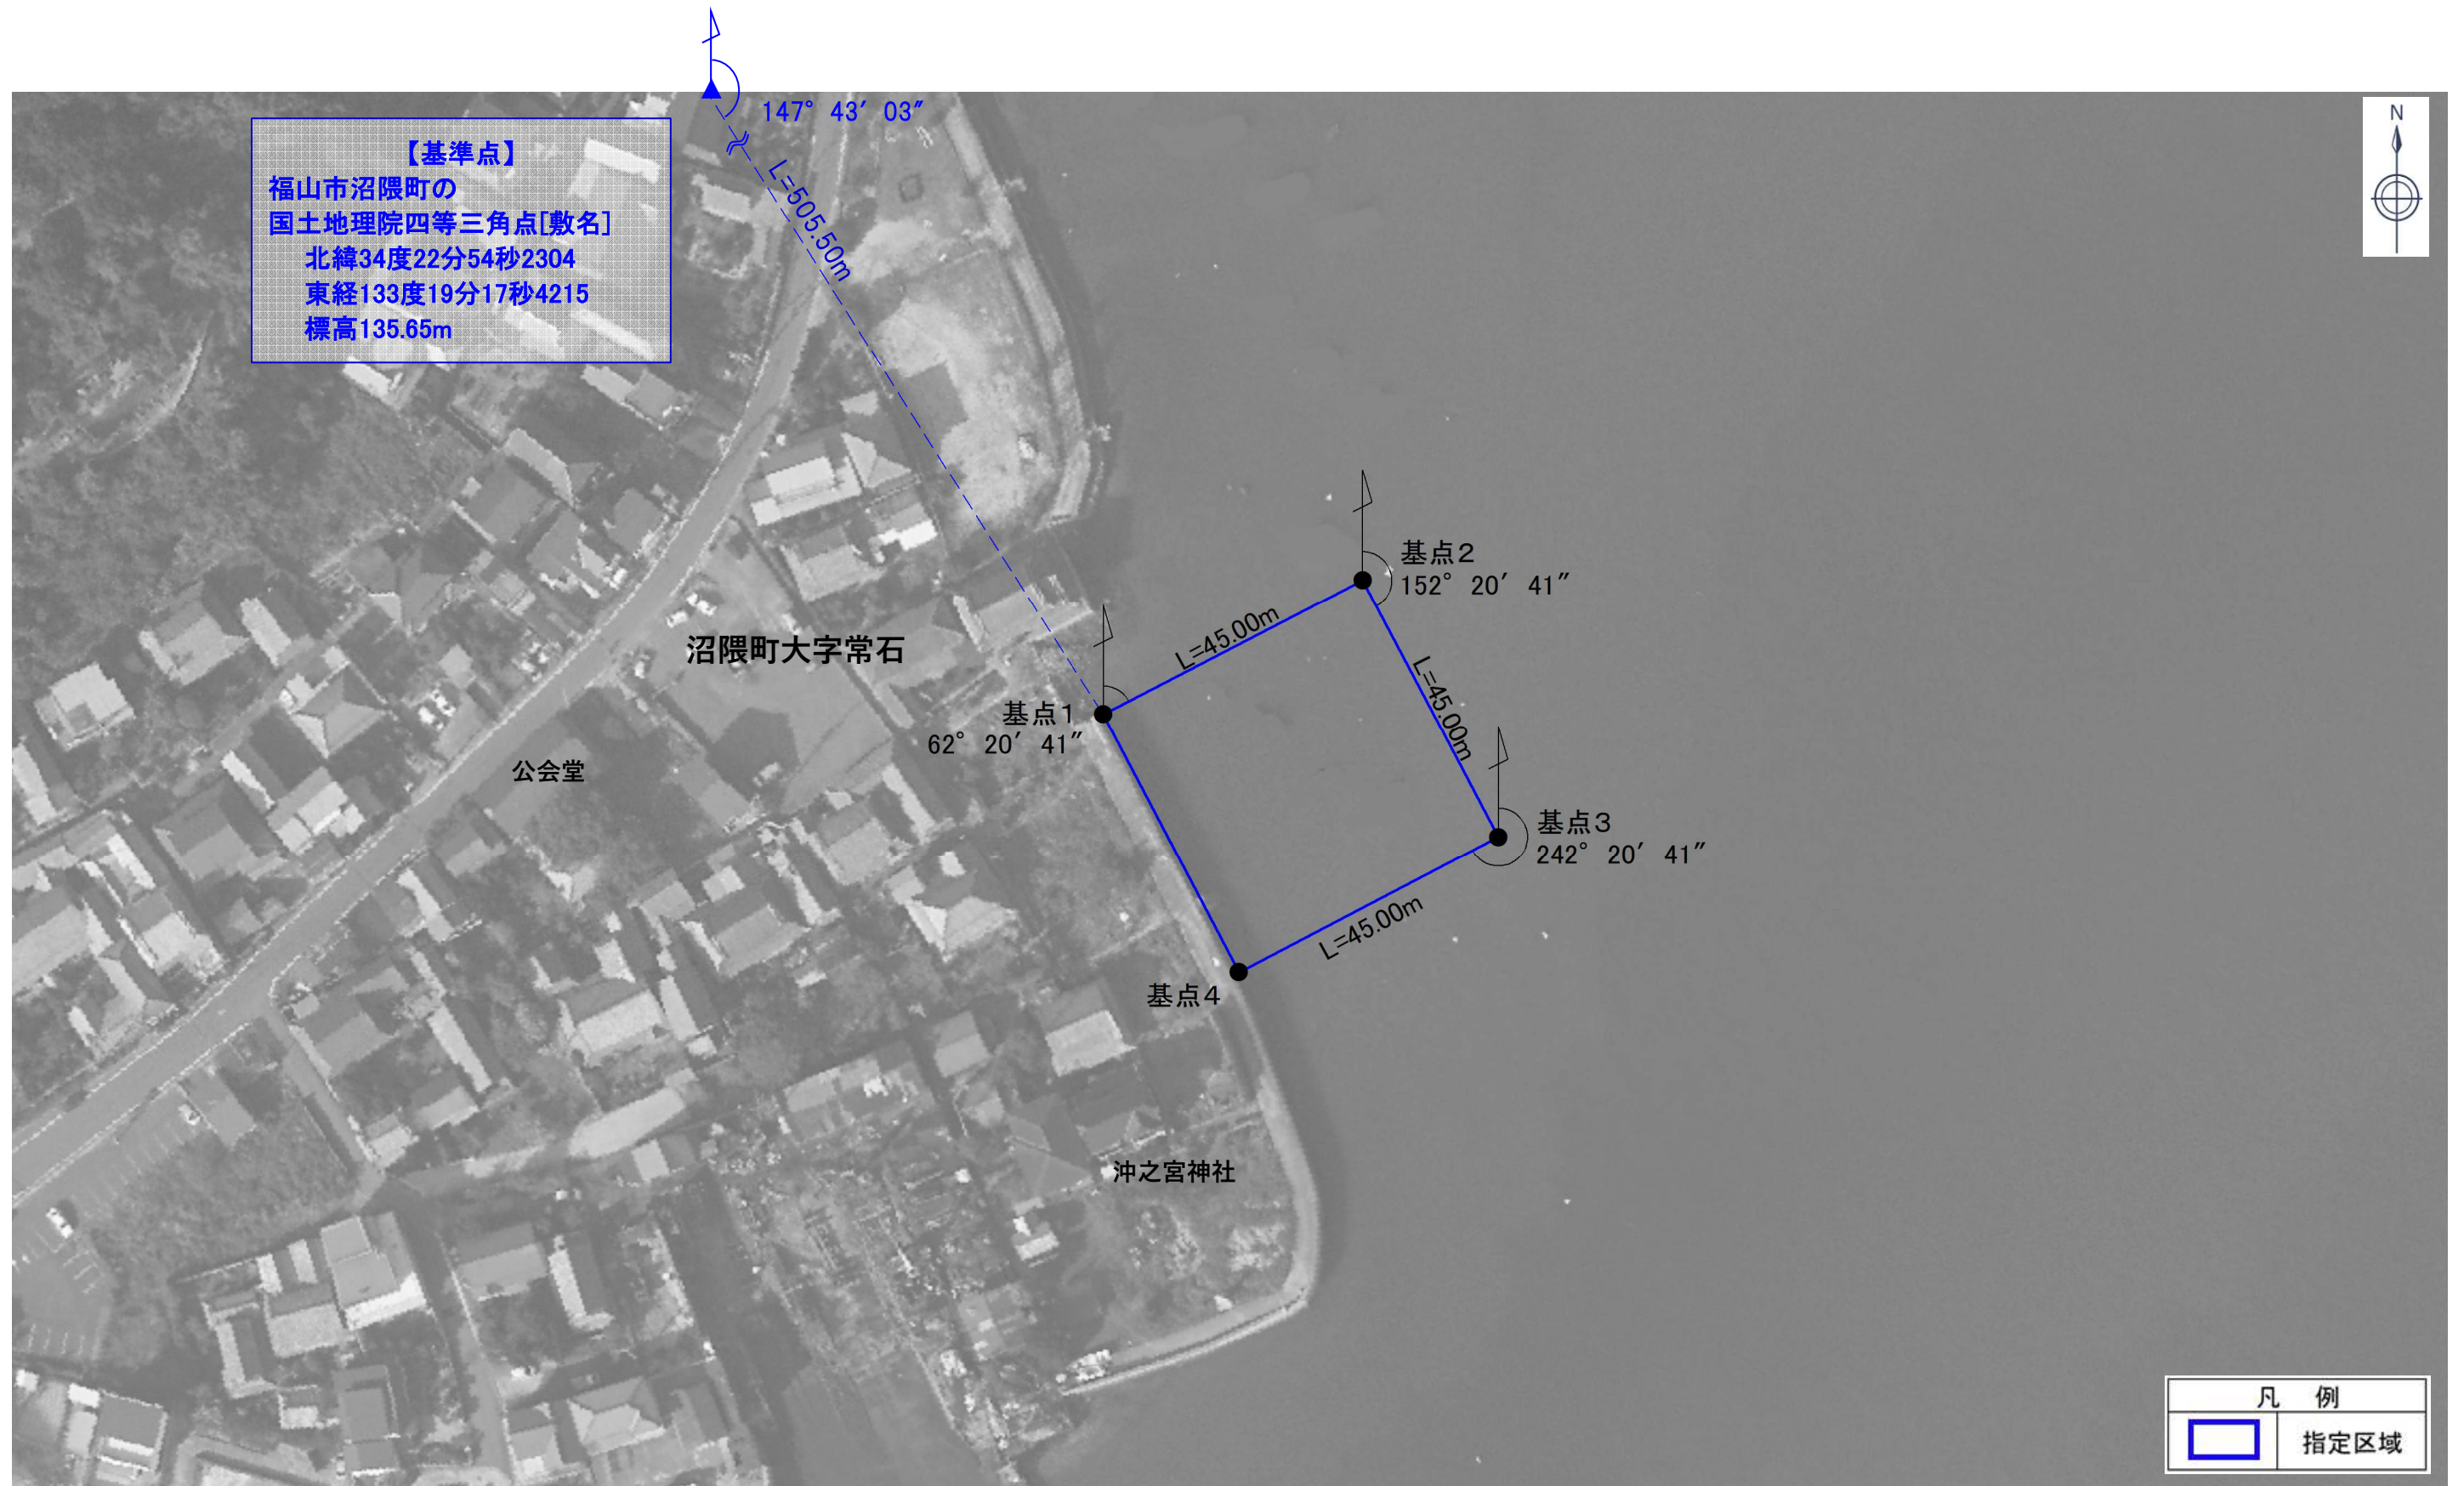 147° 43′ 03″
N
【基準点】
福山市沼隈町の
国土地理院四等三角点[敷名]
北緯34度22分54秒2304
東経133度19分17秒4215
標高135.65m
L=505.50m
基点2
152° 20′ 41″
L=45.00m
沼隈町大字常石
L=45.00m
基点1
62° 20′ 41″
公会堂
基点3
242° 20′ 41″
L=45.00m
基点4
沖之宮神社
凡 例
指定区域